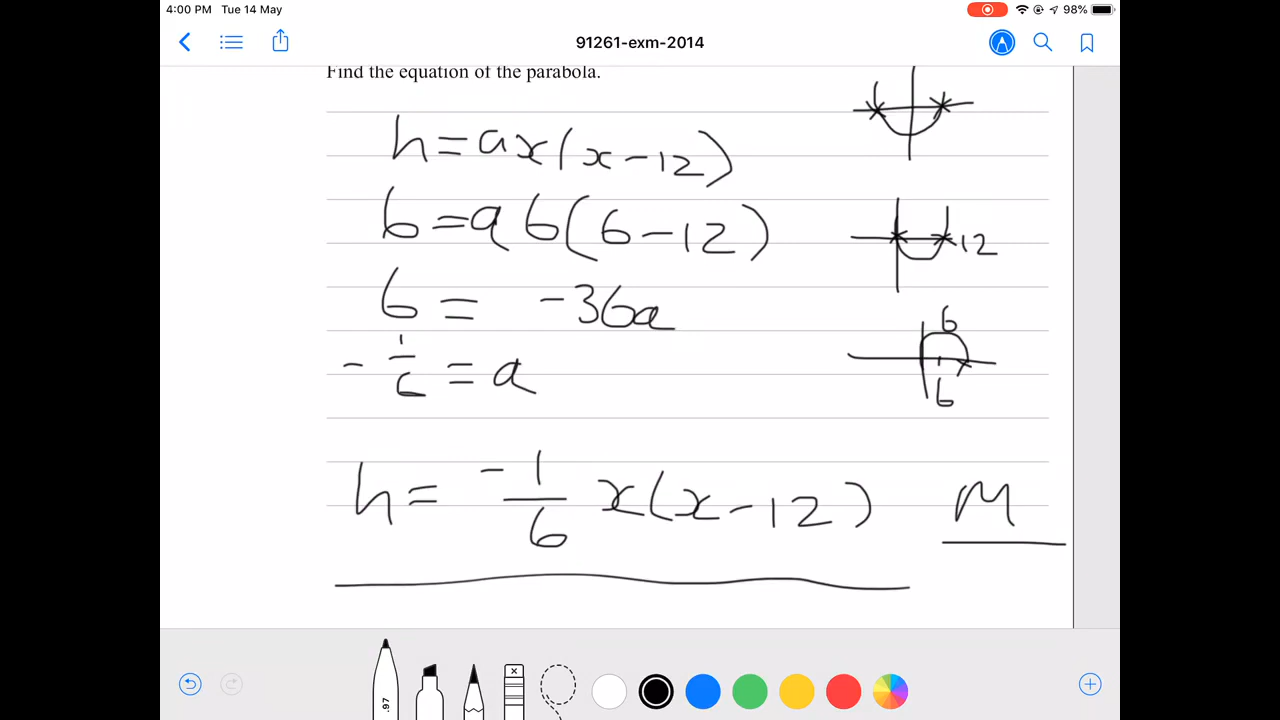 4:00 PM Tue 14 May
98%
91261-exm-2014
Find the equation of the parabola.
h = ax(x-12)
6 = a 6(6-12)
12
6 = -36a
6
6
- 1/6 = a
h = -1/6 x(x-12) M
.97